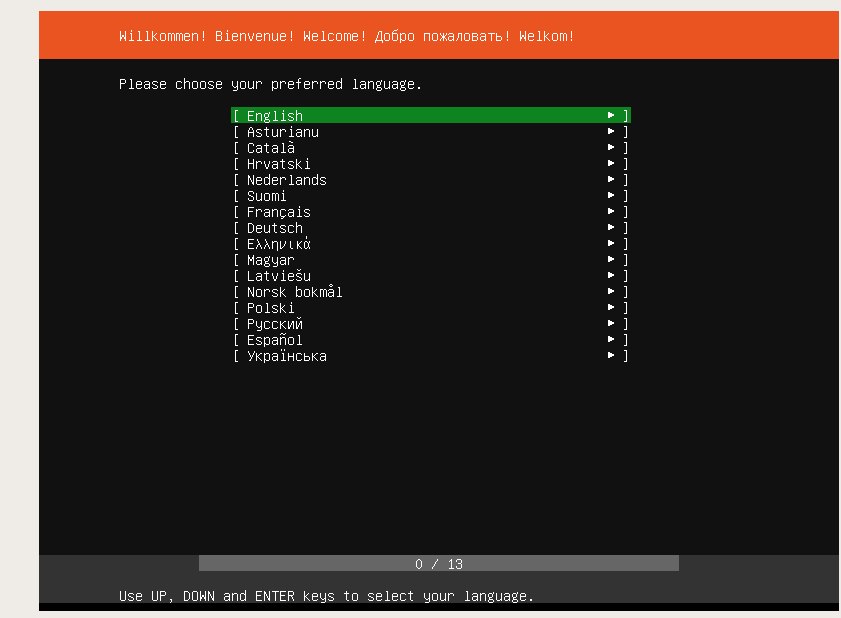 Willkommen! Bienvenue! Welcome! Добро пожаловать! Welkom!
Please choose your preferred language.
[ English ► ]
[ Asturianu ► ]
[ Català ► ]
[ Hrvatski ► ]
[ Nederlands ► ]
[ Suomi ► ]
[ Français ► ]
[ Deutsch ► ]
[ Ελληνικά ► ]
[ Magyar ► ]
[ Latviešu ► ]
[ Norsk bokmål ► ]
[ Polski ► ]
[ Русский ► ]
[ Español ► ]
[ Українська ► ]
0 / 13
Use UP, DOWN and ENTER keys to select your language.